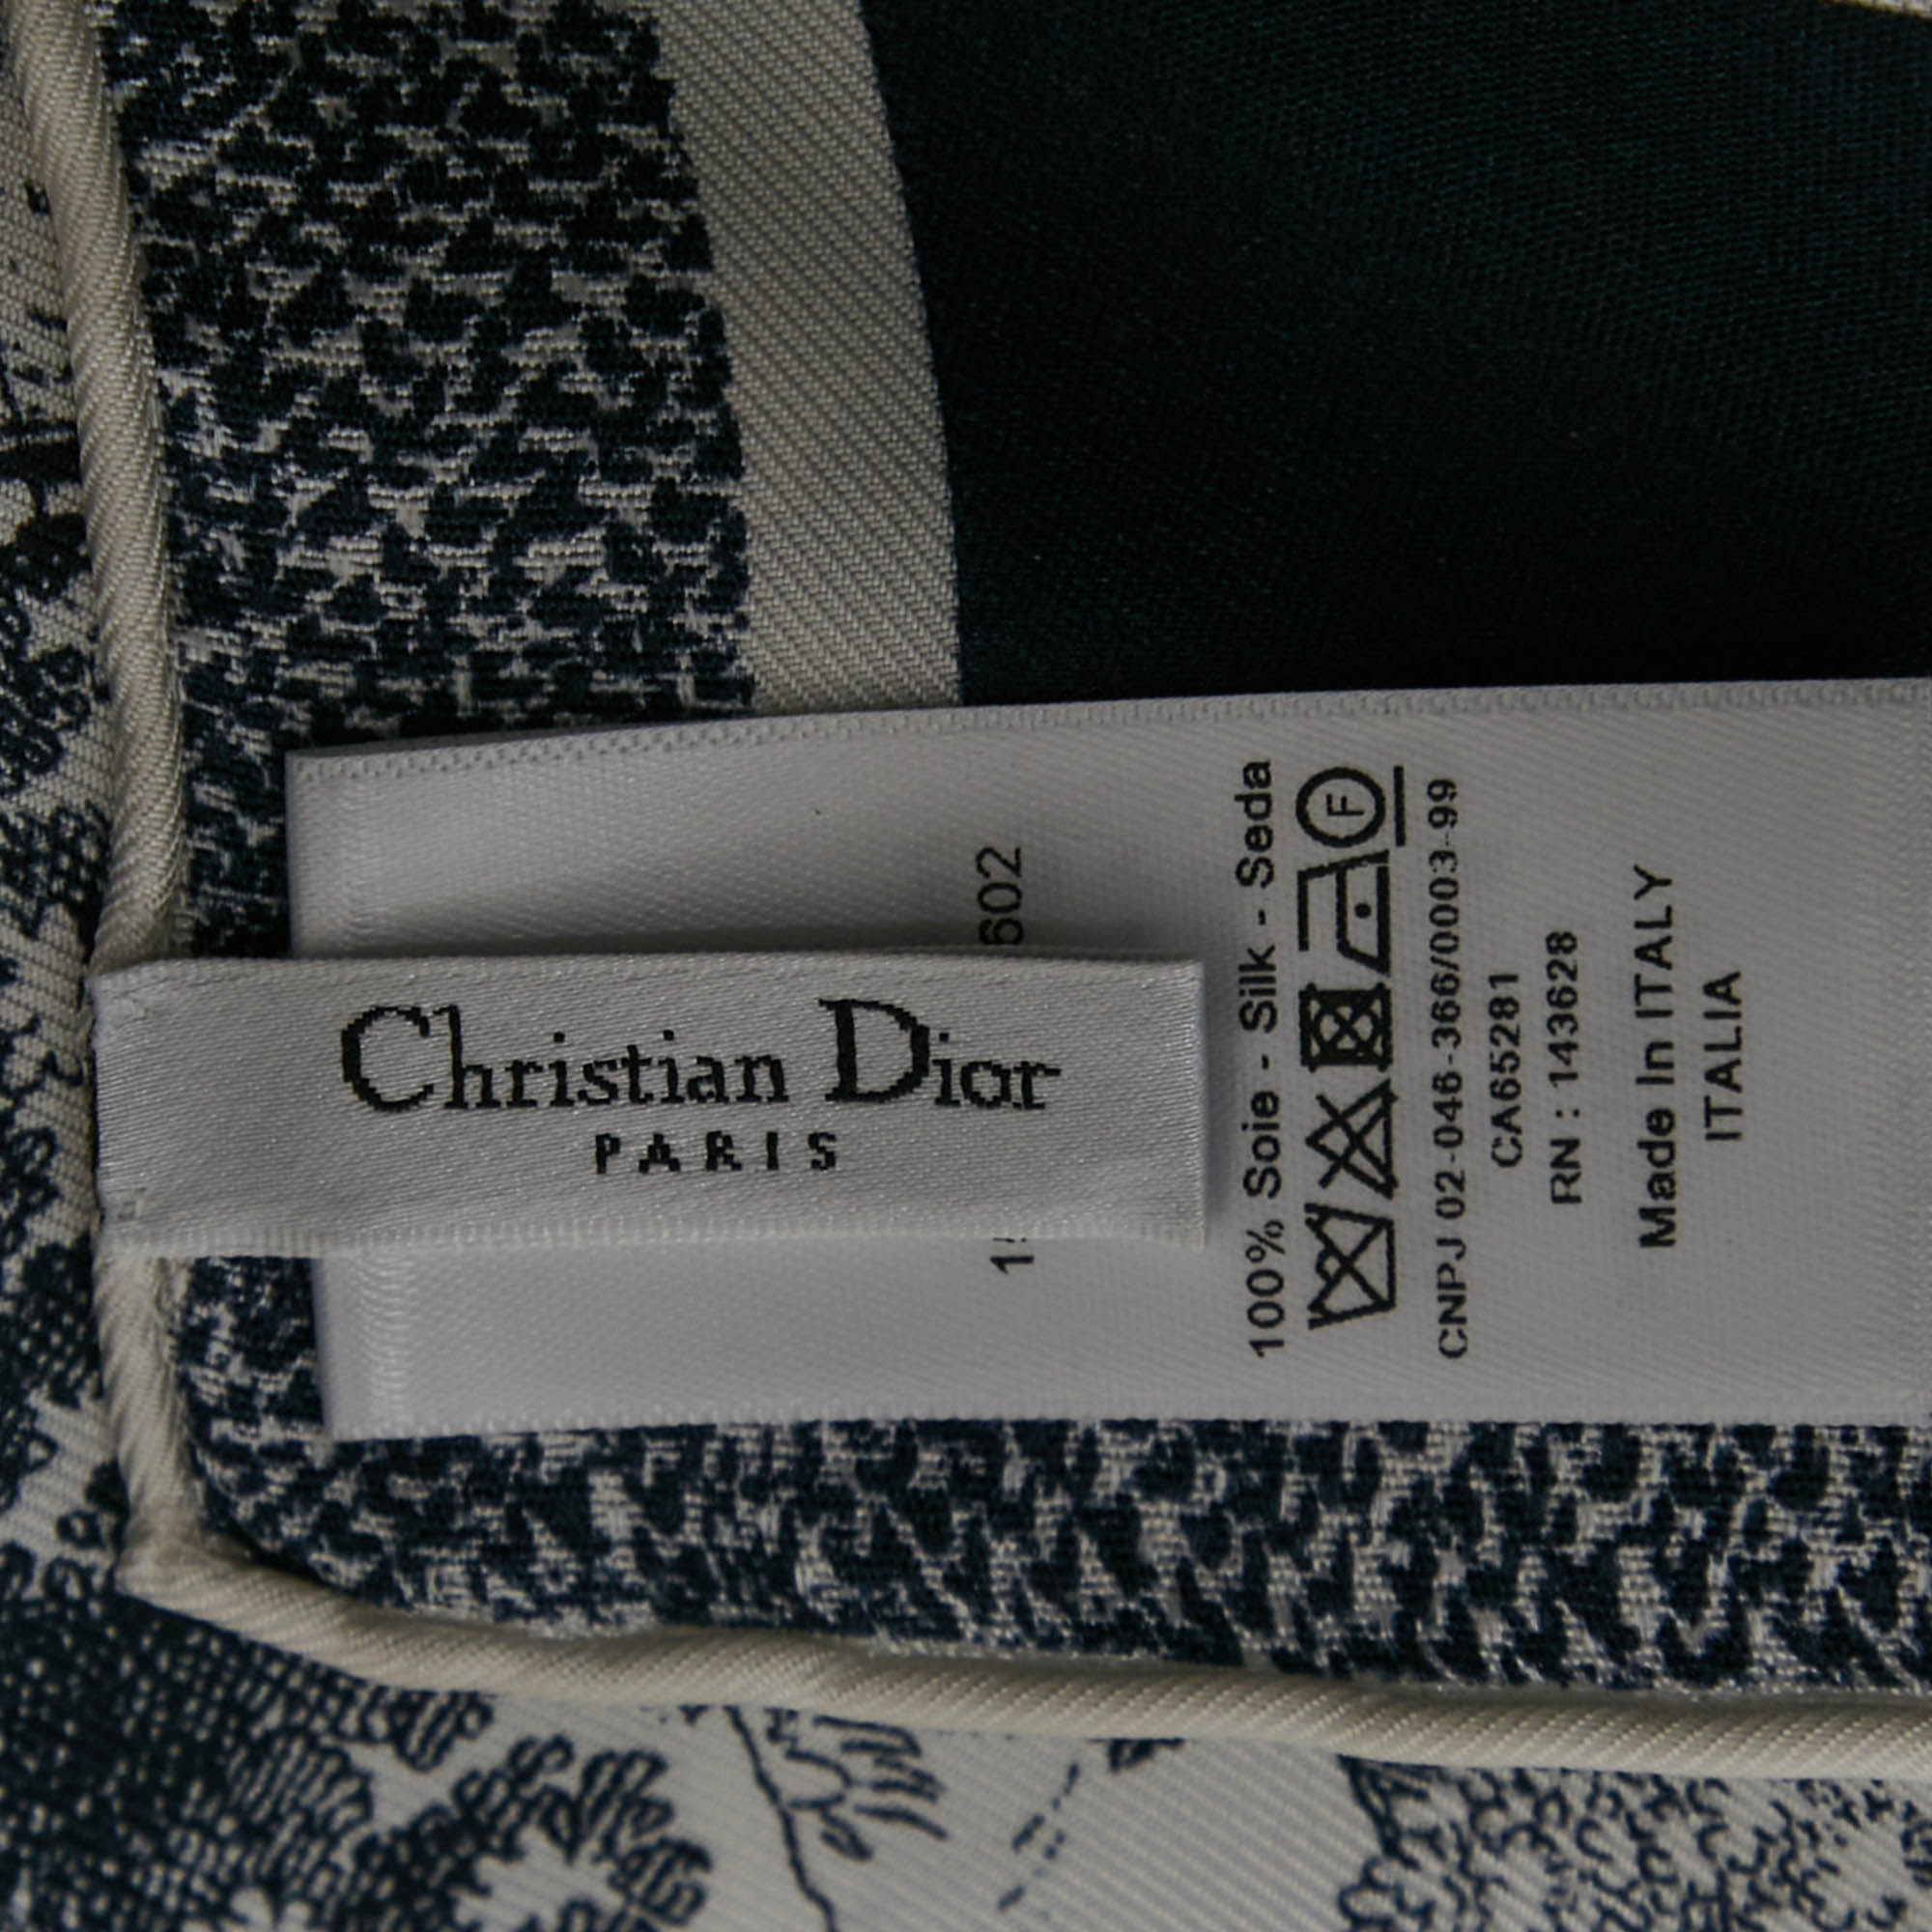 Christian Dior
PARIS
602
100% Soie - Silk - Seda
F
CNPJ 02-046-366/0003-99
CA65281
RN : 143628
Made In ITALY
ITALIA